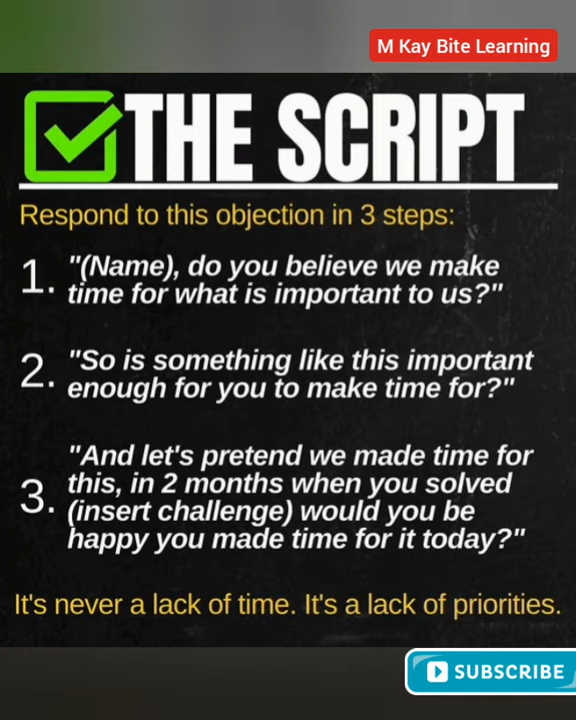 M Kay Bite Learning
THE SCRIPT
Respond to this objection in 3 steps:
1. "(Name), do you believe we make
time for what is important to us?"
2. "So is something like this important
enough for you to make time for?"
"And let's pretend we made time for
this, in 2 months when you solved
3. (insert challenge) would you be
happy you made time for it today?"
It's never a lack of time. It's a lack of priorities.
SUBSCRIBE